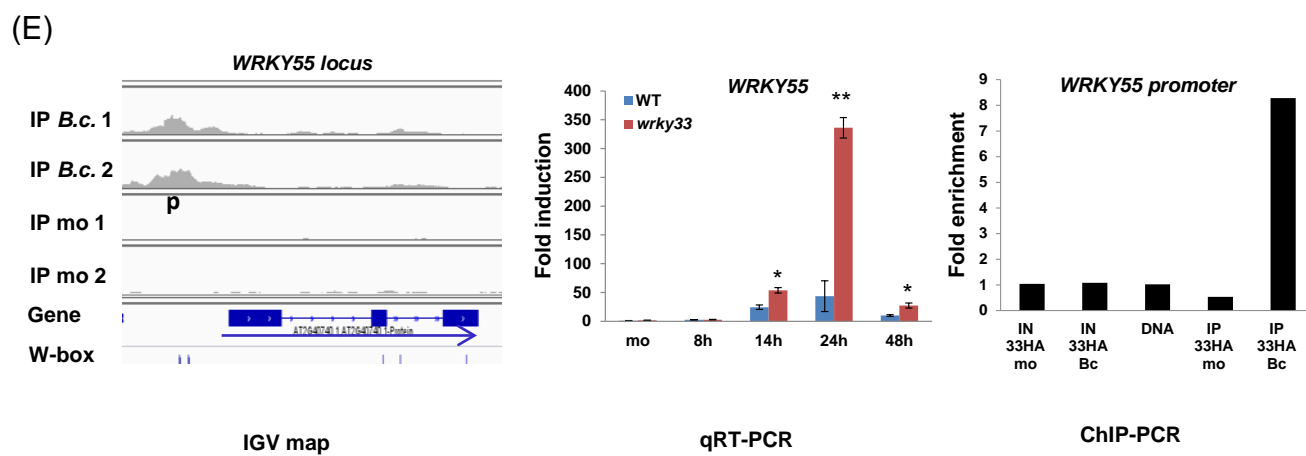 (E)
WRKY55 locus
IP B.c. 1
IP B.c. 2
p
IP mo 1
IP mo 2
Gene
AT2G40740.1 AT2G40740.1-Protein
W-box
IGV map
WRKY55
WT
wrky33
Fold induction
400
350
300
250
200
150
100
50
0
*
**
*
mo 8h 14h 24h 48h
qRT-PCR
WRKY55 promoter
Fold enrichment
9
8
7
6
5
4
3
2
1
0
IN 33HA mo
IN 33HA Bc
DNA
IP 33HA mo
IP 33HA Bc
ChIP-PCR